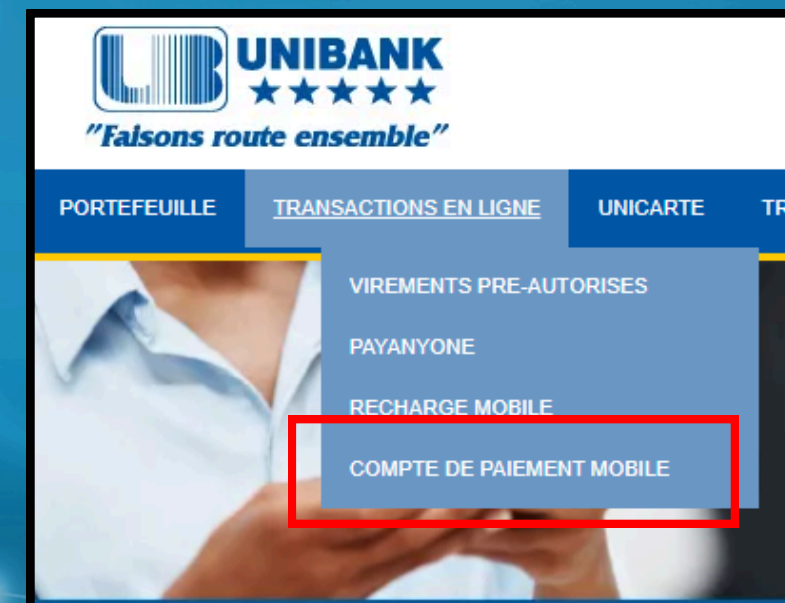 UNIBANK
"Faisons route ensemble"
PORTEFEUILLE TRANSACTIONS EN LIGNE UNICARTE TR
VIREMENTS PRE-AUTORISES
PAYANYONE
RECHARGE MOBILE
COMPTE DE PAIEMENT MOBILE